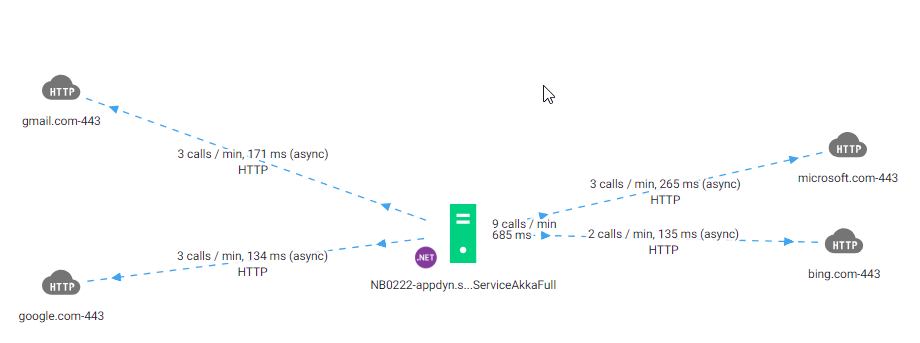 HTTP
gmail.com-443
3 calls / min, 171 ms (async)
HTTP
HTTP
microsoft.com-443
3 calls / min, 265 ms (async)
HTTP
9 calls / min
685 ms
2 calls / min, 135 ms (async)
HTTP
HTTP
bing.com-443
3 calls / min, 134 ms (async)
HTTP
.NET
HTTP
google.com-443
NB0222-appdyn.s...ServiceAkkaFull